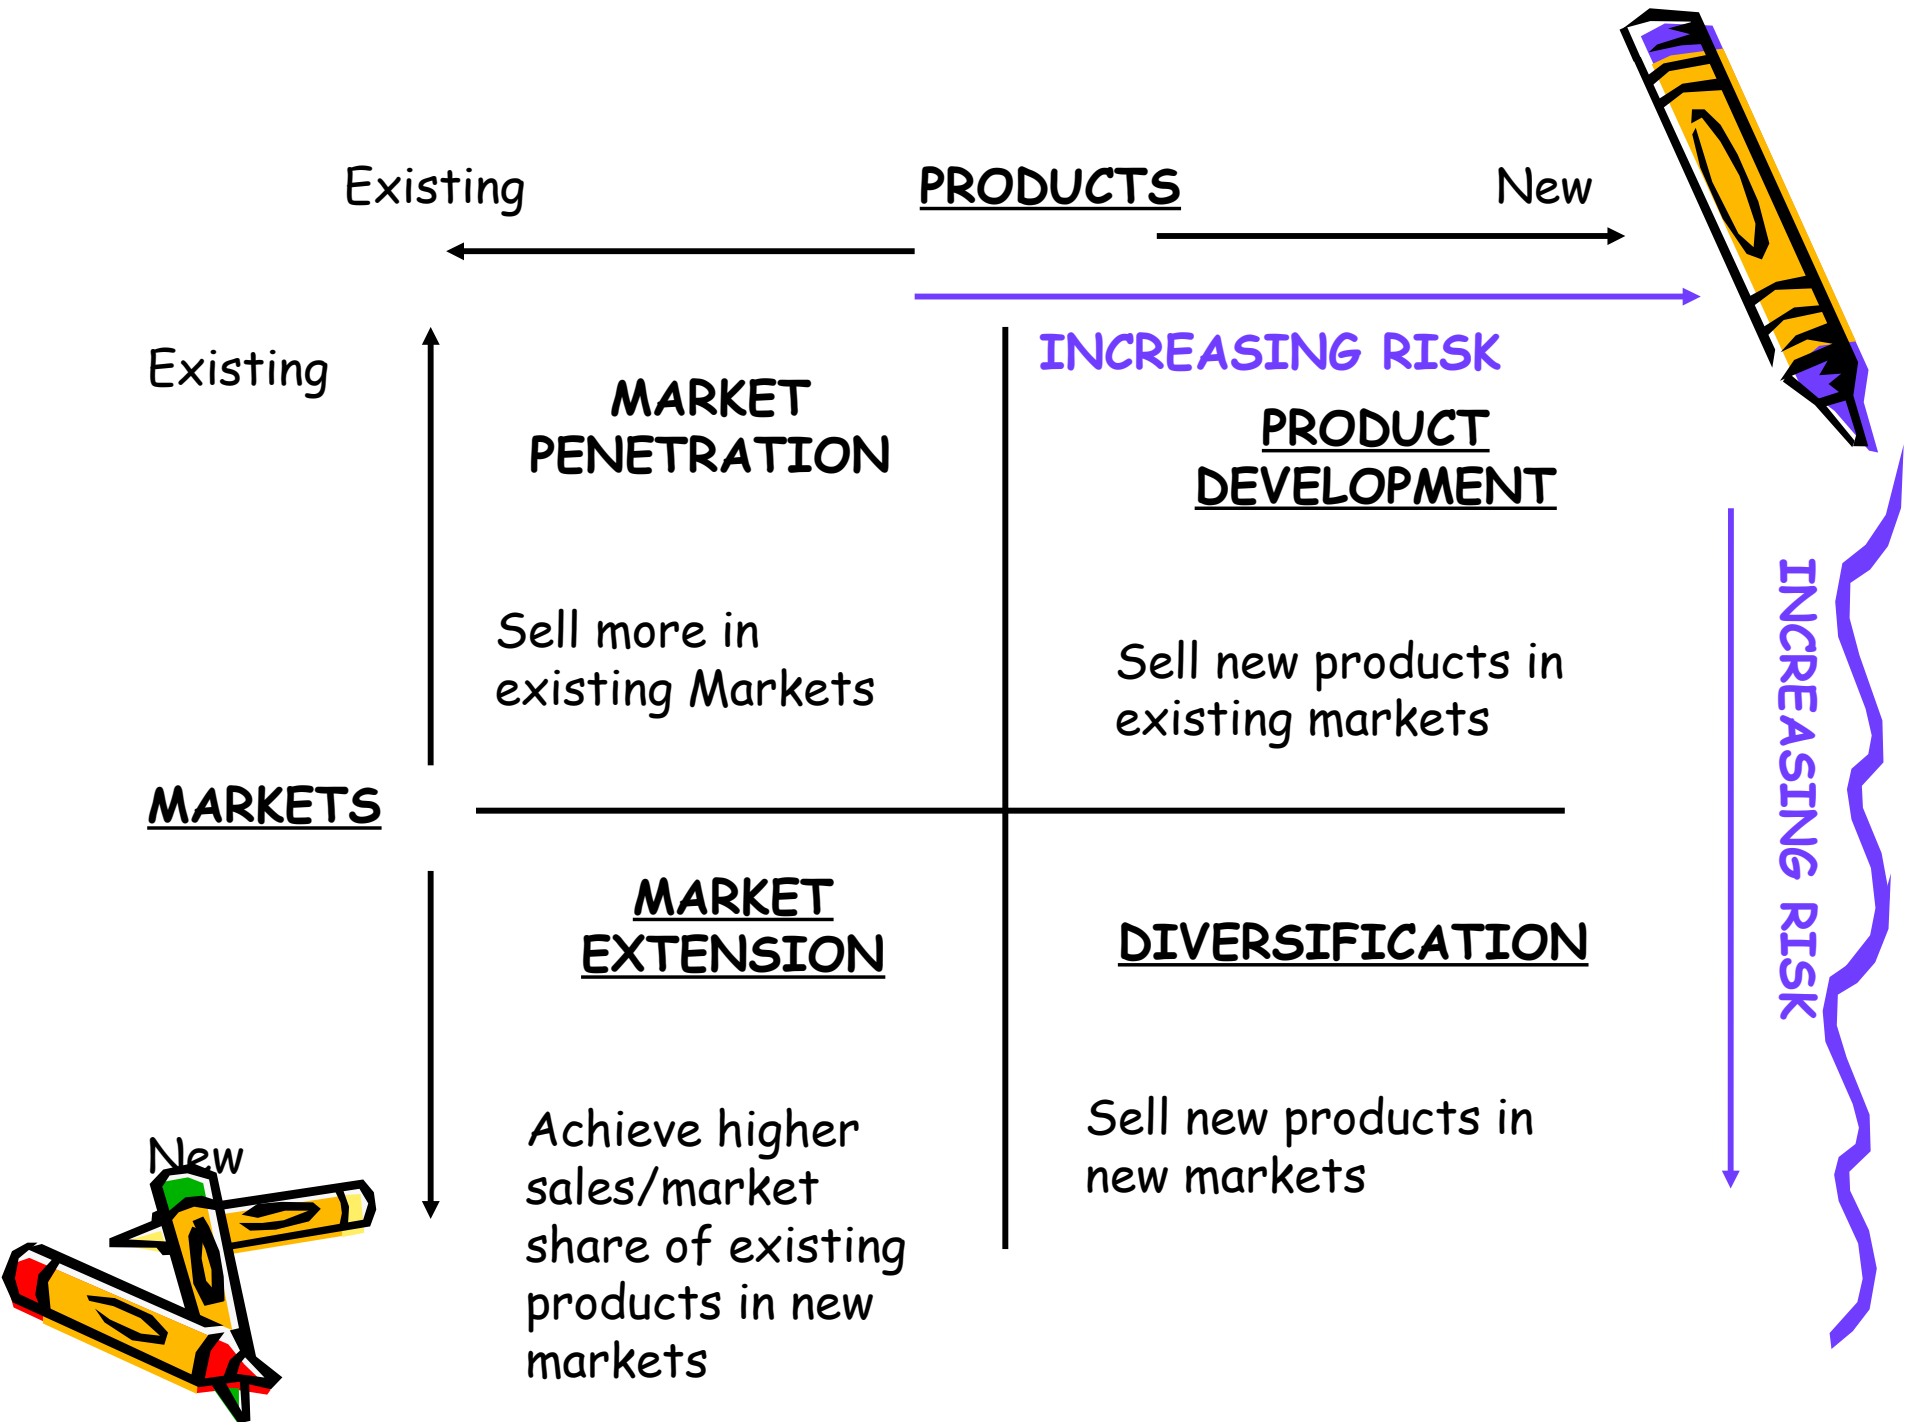 Existing PRODUCTS New
INCREASING RISK
Existing
MARKET
PENETRATION
PRODUCT
DEVELOPMENT
Sell more in
existing Markets
Sell new products in
existing markets
INCREASING RISK
MARKETS
MARKET
EXTENSION
DIVERSIFICATION
New
Achieve higher
sales/market
share of existing
products in new
markets
Sell new products in
new markets